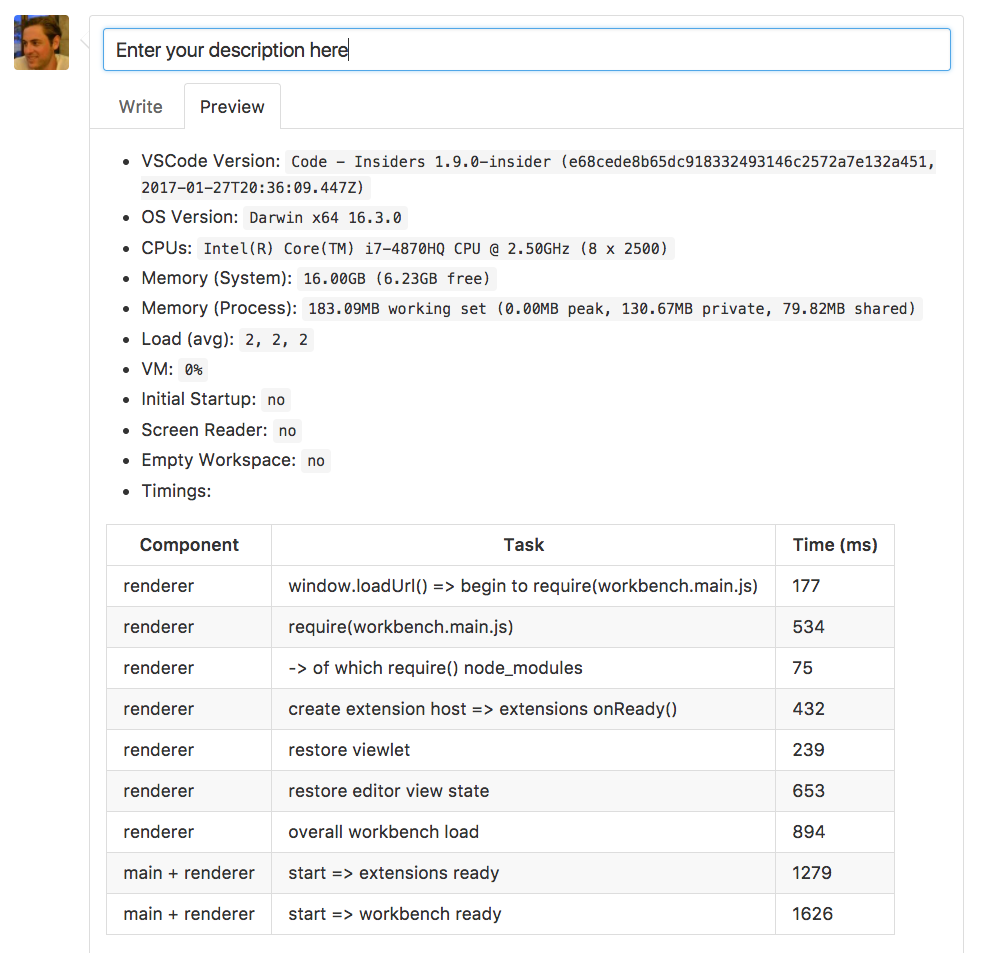 Enter your description here
Write Preview
VSCode Version: Code - Insiders 1.9.0-insider (e68cede8b65dc918332493146c2572a7e132a451,
2017-01-27T20:36:09.447Z)
OS Version: Darwin x64 16.3.0
CPUs: Intel(R) Core(TM) i7-4870HQ CPU @ 2.50GHz (8 x 2500)
Memory (System): 16.00GB (6.23GB free)
Memory (Process): 183.09MB working set (0.00MB peak, 130.67MB private, 79.82MB shared)
Load (avg): 2, 2, 2
VM: 0%
Initial Startup: no
Screen Reader: no
Empty Workspace: no
Timings:
Component Task Time (ms)
renderer window.loadUrl() => begin to require(workbench.main.js) 177
renderer require(workbench.main.js) 534
renderer -> of which require() node_modules 75
renderer create extension host => extensions onReady() 432
renderer restore viewlet 239
renderer restore editor view state 653
renderer overall workbench load 894
main + renderer start => extensions ready 1279
main + renderer start => workbench ready 1626